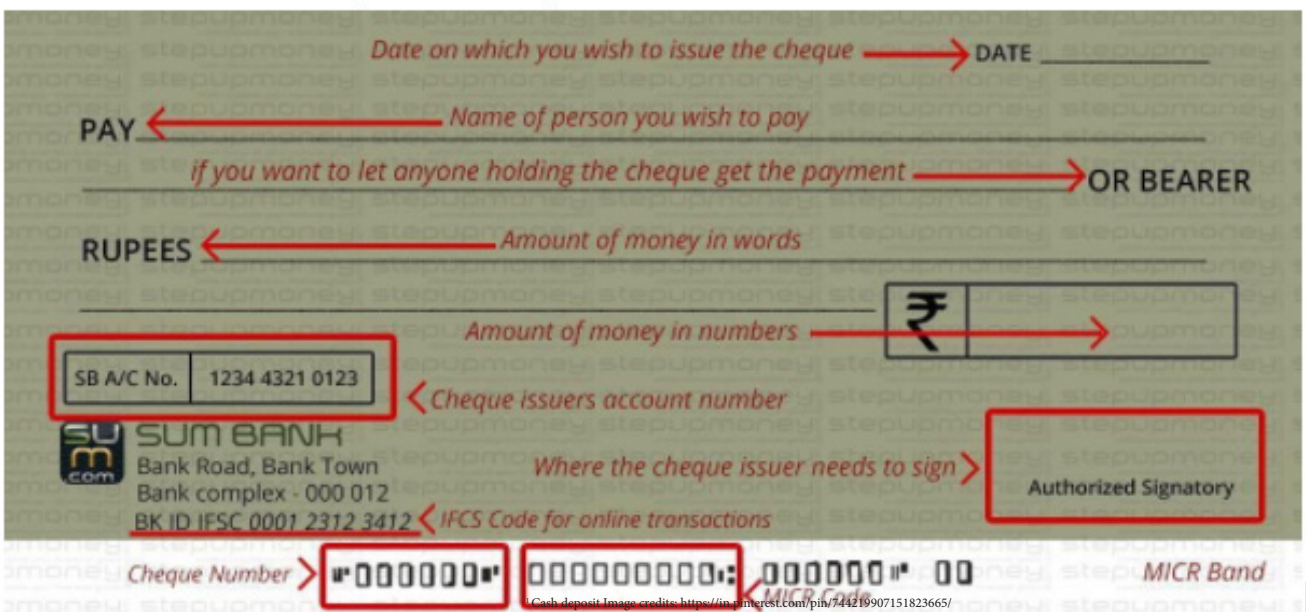 Date on which you wish to issue the cheque DATE
PAY Name of person you wish to pay
if you want to let anyone holding the cheque get the payment OR BEARER
RUPEES Amount of money in words
₹
Amount of money in numbers
SB A/C No. 1234 4321 0123
Cheque issuers account number
sum com SUM BANK
Bank Road, Bank Town
Where the cheque issuer needs to sign
Authorized Signatory
Bank complex - 000 012
BK ID IFSC 0001 2312 3412 IFCS Code for online transactions
Cheque Number ⑈000000⑈ 000000000⑆ 000000⑈ 00 MICR Band
MICR Code
Cash deposit Image credits: https://in.pinterest.com/pin/744219907151823665/